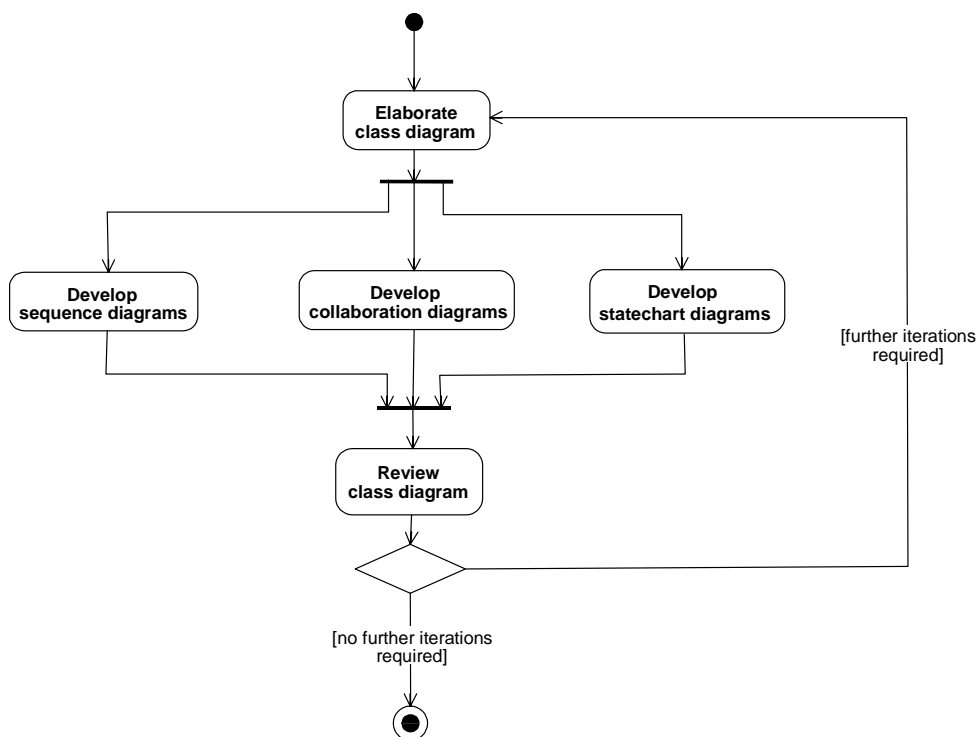 Elaborate
class diagram
Develop
sequence diagrams
Develop
collaboration diagrams
Develop
statechart diagrams
[further iterations
required]
Review
class diagram
[no further iterations
required]